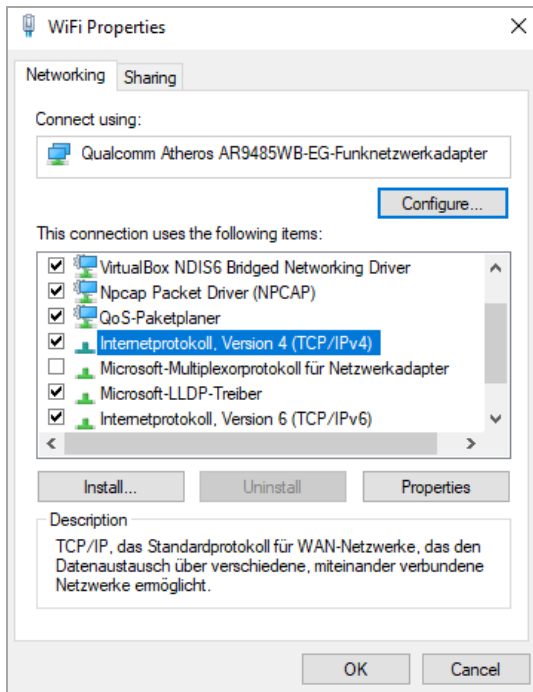 WiFi Properties
Networking
Sharing
Connect using:
Qualcomm Atheros AR9485WB-EG-Funknetzwerkadapter
Configure...
This connection uses the following items:
VirtualBox NDIS6 Bridged Networking Driver
Npcap Packet Driver (NPCAP)
QoS-Paketplaner
Internetprotokoll, Version 4 (TCP/IPv4)
Microsoft-Multiplexorprotokoll für Netzwerkadapter
Microsoft-LLDP-Treiber
Internetprotokoll, Version 6 (TCP/IPv6)
Install...
Uninstall
Properties
Description
TCP/IP, das Standardprotokoll für WAN-Netzwerke, das den
Datenaustausch über verschiedene, miteinander verbundene
Netzwerke ermöglicht.
OK
Cancel